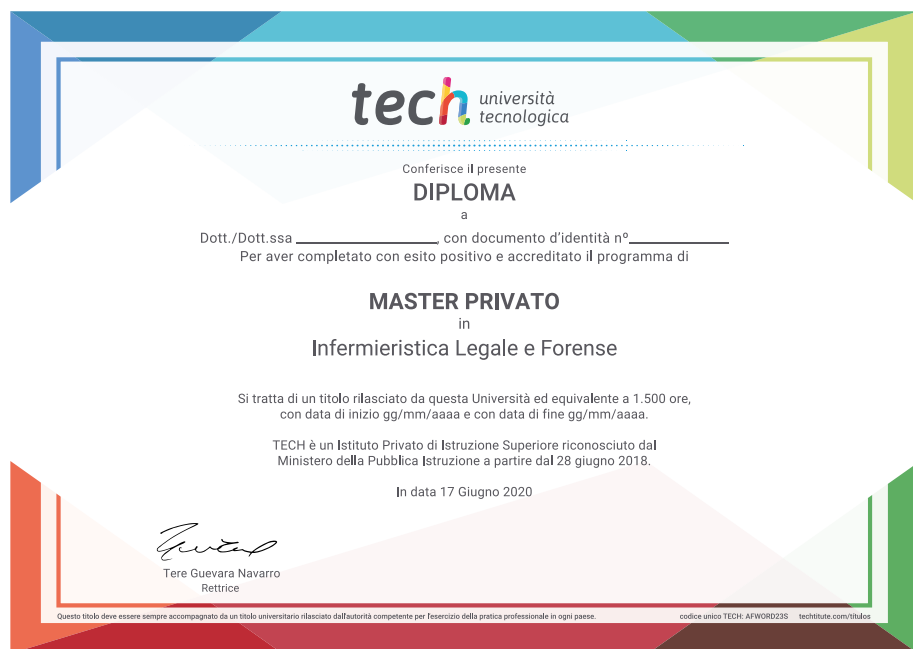 tech università
tecnologica
Conferisce il presente
DIPLOMA
a
Dott./Dott.ssa ____________________, con documento d'identità nº______________
Per aver completato con esito positivo e accreditato il programma di
MASTER PRIVATO
in
Infermieristica Legale e Forense
Si tratta di un titolo rilasciato da questa Università ed equivalente a 1.500 ore,
con data di inizio gg/mm/aaaa e con data di fine gg/mm/aaaa.
TECH è un Istituto Privato di Istruzione Superiore riconosciuto dal
Ministero della Pubblica Istruzione a partire dal 28 giugno 2018.
In data 17 Giugno 2020
Tere Guevara Navarro
Rettrice
Questo titolo deve essere sempre accompagnato da un titolo universitario rilasciato dall'autorità competente per l'esercizio della pratica professionale in ogni paese. codice unico TECH: AFWORD23S techtitute.com/titulos